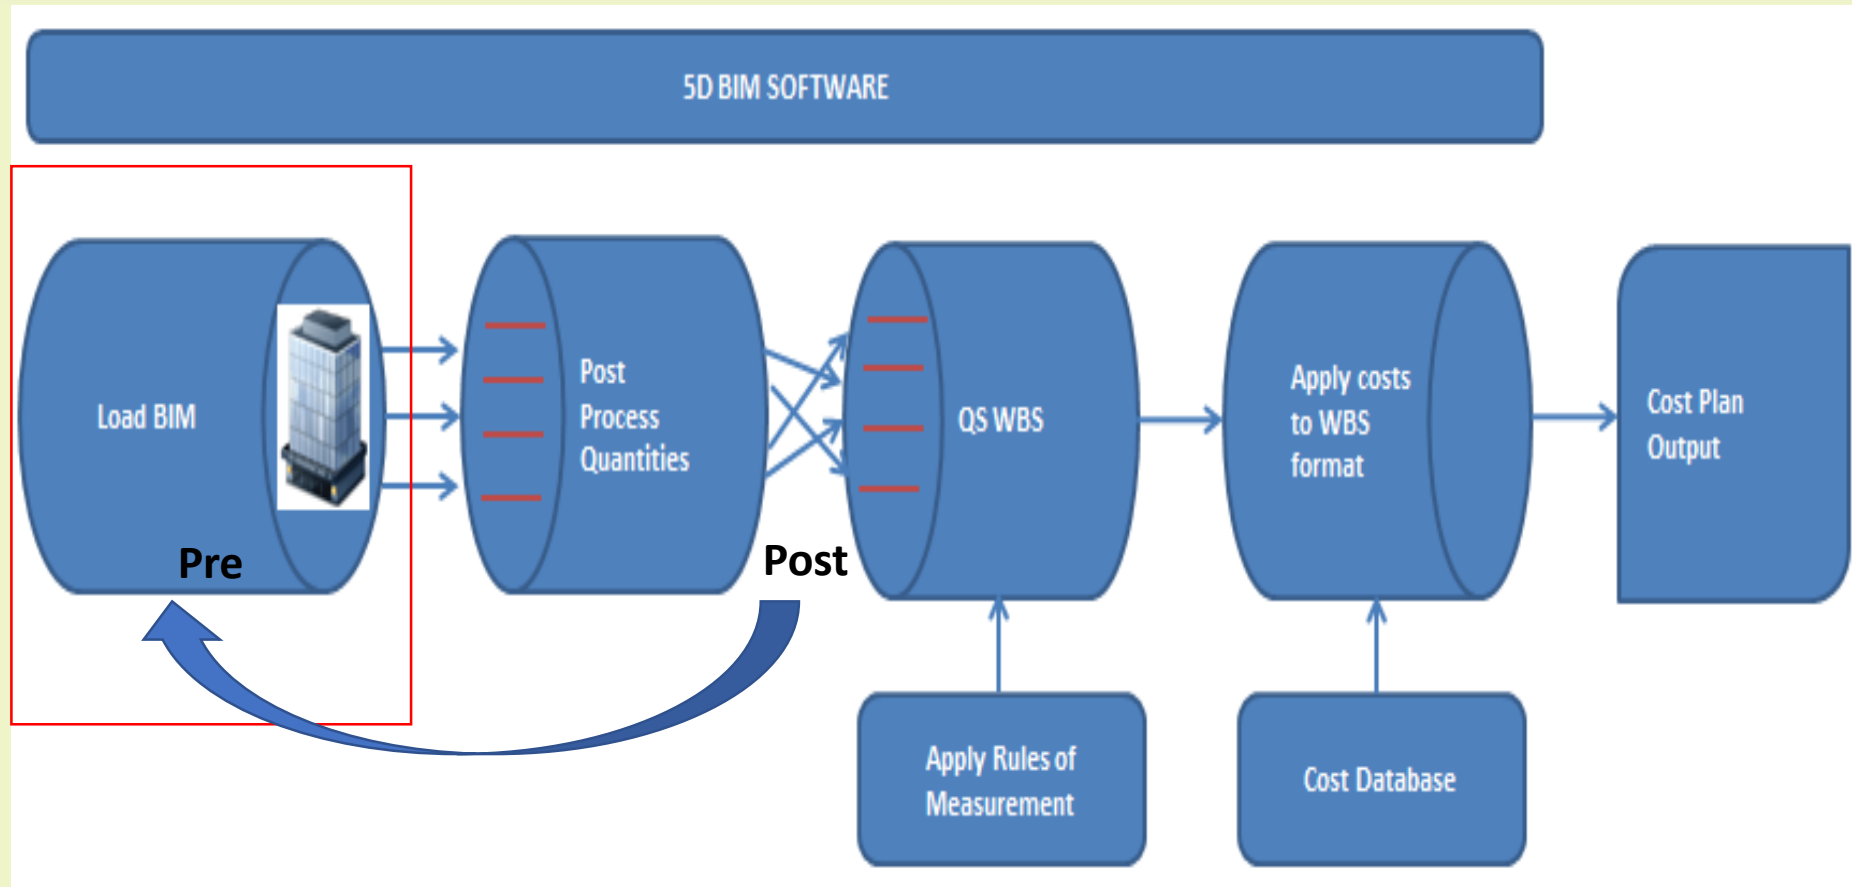 5D BIM SOFTWARE
Load BIM
Pre
Post
Process
Quantities
Post
QS WBS
Apply costs
to WBS
format
Cost Plan
Output
Apply Rules of
Measurement
Cost Database